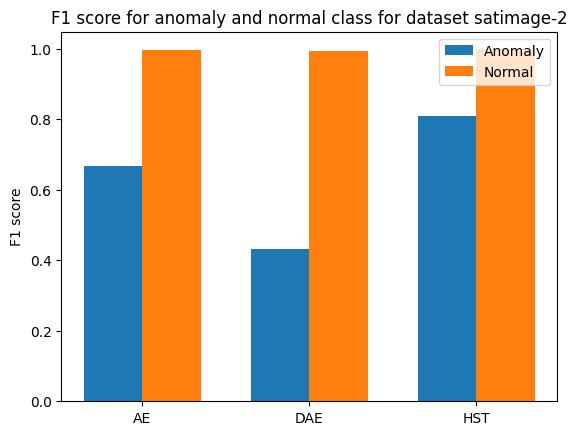 F1 score for anomaly and normal class for dataset satimage-2
Anomaly
Normal
1.0
0.8
0.6
0.4
0.2
0.0
F1 score
AE
DAE
HST